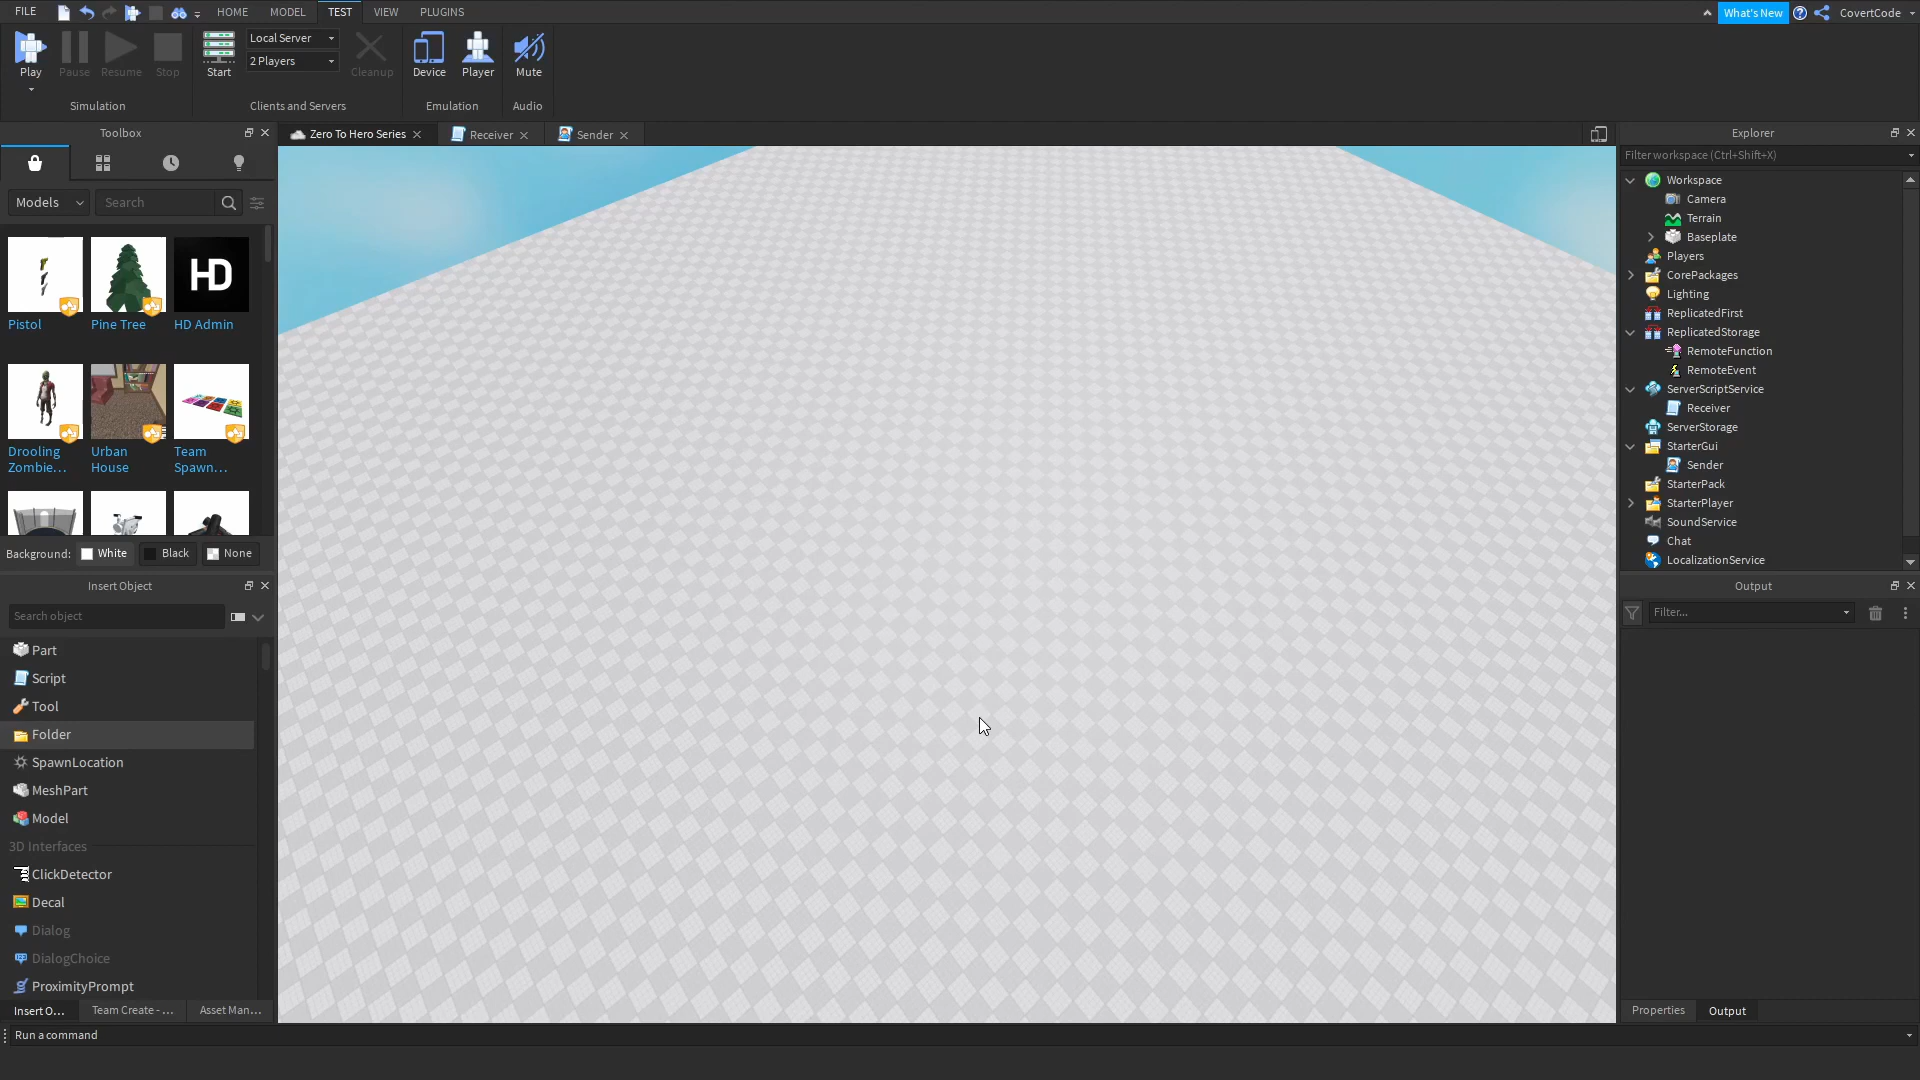 FILE
HOME
MODEL
TEST
VIEW
PLUGINS
What's New
CovertCode
Play
Pause
Resume
Stop
Simulation
Start
Local Server
2 Players
Cleanup
Clients and Servers
Device
Player
Emulation
Mute
Audio
Toolbox
Models
Search
Pistol
Pine Tree
HD
HD Admin
Drooling
Zombie...
Urban
House
Team
Spawn...
Background:
White
Black
None
Insert Object
Search object
Part
Script
Tool
Folder
SpawnLocation
MeshPart
Model
3D Interfaces
ClickDetector
Decal
Dialog
DialogChoice
ProximityPrompt
Insert O...
Team Create - ...
Asset Man...
Run a command
Zero To Hero Series
Receiver
Sender
Explorer
Filter workspace (Ctrl+Shift+X)
Workspace
Camera
Terrain
Baseplate
Players
CorePackages
Lighting
ReplicatedFirst
ReplicatedStorage
RemoteFunction
RemoteEvent
ServerScriptService
Receiver
ServerStorage
StarterGui
Sender
StarterPack
StarterPlayer
SoundService
Chat
LocalizationService
Output
Filter...
Properties
Output